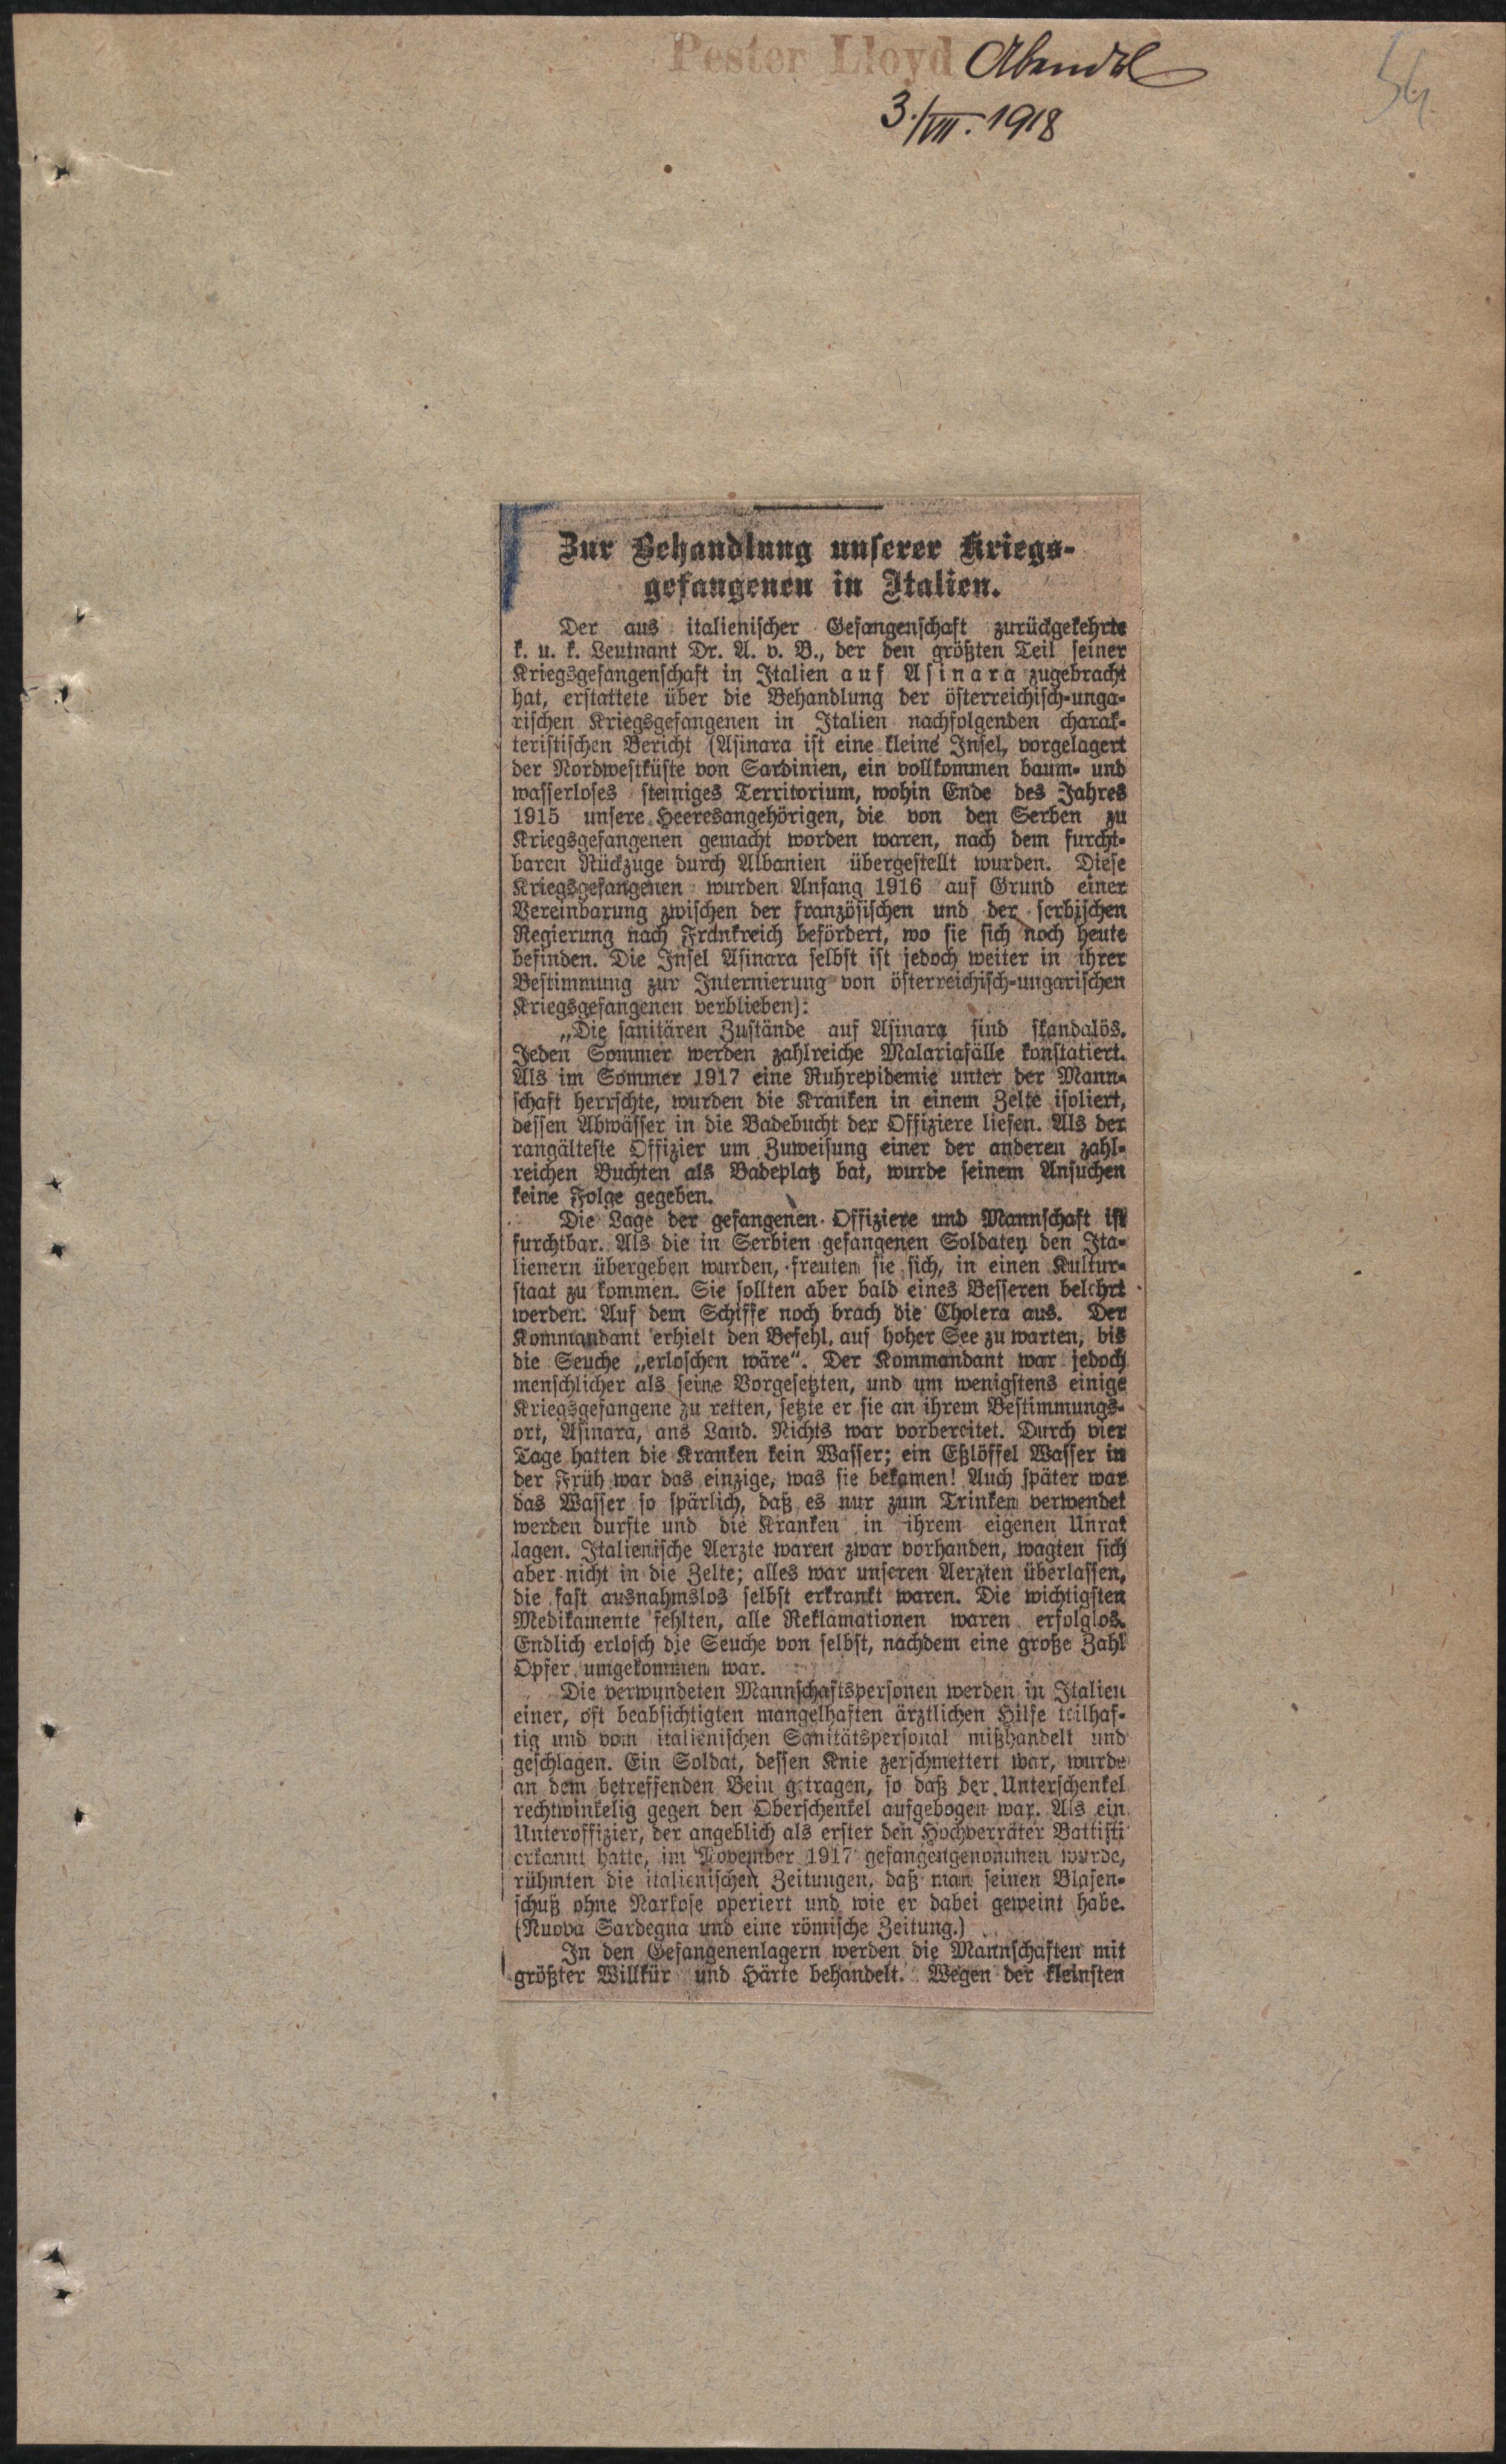 Pester Lloyd Abendbl
54
3./VII. 1918
Zur Behandlung unserer Kriegs-
gefangenen in Italien.
Der aus italienischer Gefangenschaft zurückgekehrte
k. u. k. Leutnant Dr. A. v. B., der den größten Teil seiner
Kriegsgefangenschaft in Italien auf Asinara zugebracht
hat, erstattete über die Behandlung der österreichisch-unga-
rischen Kriegsgefangenen in Italien nachfolgenden charak-
teristischen Bericht (Asinara ist eine kleine Insel, vorgelagert
der Nordwestküste von Sardinien, ein vollkommen baum- und
wasserloses steiniges Territorium, wohin Ende des Jahres
1915 unsere Heeresangehörigen, die von den Serben zu
Kriegsgefangenen gemacht worden waren, nach dem furcht-
baren Rückzuge durch Albanien übergestellt wurden. Diese
Kriegsgefangenen wurden Anfang 1916 auf Grund einer
Vereinbarung zwischen der französischen und der serbischen
Regierung nach Frankreich befördert, wo sie sich noch heute
befinden. Die Insel Asinara selbst ist jedoch weiter in ihrer
Bestimmung zur Internierung von österreichisch-ungarischen
Kriegsgefangenen verblieben):
„Die sanitären Zustände auf Asinara sind skandalös.
Jeden Sommer werden zahlreiche Malariafälle konstatiert.
Als im Sommer 1917 eine Ruhrepidemie unter der Mann-
schaft herrschte, wurden die Kranken in einem Zelte isoliert,
dessen Abwässer in die Badebucht der Offiziere liefen. Als der
rangälteste Offizier um Zuweisung einer der anderen zahl-
reichen Buchten als Badeplatz bat, wurde seinem Ansuchen
keine Folge gegeben.
Die Lage der gefangenen Offiziere und Mannschaft ist
furchtbar. Als die in Serbien gefangenen Soldaten den Ita-
lienern übergeben wurden, freuten sie sich, in einen Kultur-
staat zu kommen. Sie sollten aber bald eines Besseren belehrt
werden. Auf dem Schiffe noch brach die Cholera aus. Der
Kommandant erhielt den Befehl, auf hoher See zu warten, bis
die Seuche „erloschen wäre“. Der Kommandant war jedoch
menschlicher als seine Vorgesetzten, und um wenigstens einige
Kriegsgefangene zu retten, setzte er sie an ihrem Bestimmungs-
ort, Asinara, ans Land. Nichts war vorbereitet. Durch vier
Tage hatten die Kranken kein Wasser; ein Eßlöffel Wasser in
der Früh war das einzige, was sie bekamen! Auch später war
das Wasser so spärlich, daß es nur zum Trinken verwendet
werden durfte und die Kranken in ihrem eigenen Unrat
lagen. Italienische Aerzte waren zwar vorhanden, wagten sich
aber nicht in die Zelte; alles war unseren Aerzten überlassen,
die fast ausnahmslos selbst erkrankt waren. Die wichtigsten
Medikamente fehlten, alle Reklamationen waren erfolglos.
Endlich erlosch die Seuche von selbst, nachdem eine große Zahl
Opfer umgekommen war.
Die verwundeten Mannschaftspersonen werden in Italien
einer, oft beabsichtigten mangelhaften ärztlichen Hilfe teilhaf-
tig und vom italienischen Sanitätspersonal mißhandelt und
geschlagen. Ein Soldat, dessen Knie zerschmettert war, wurde
an dem betreffenden Bein getragen, so daß der Unterschenkel
rechtwinkelig gegen den Oberschenkel aufgebogen war. Als ein
Unteroffizier, der angeblich als erster den Hochverräter Battisti
erkannt hatte, im November 1917 gefangengenommen wurde,
rühmten die italienischen Zeitungen, daß man seinen Blasen-
schuß ohne Narkose operiert und wie er dabei geweint habe.
(Nuova Sardegna und eine römische Zeitung.)
In den Gefangenenlagern werden die Mannschaften mit
größter Willkür und Härte behandelt. Wegen der kleinsten